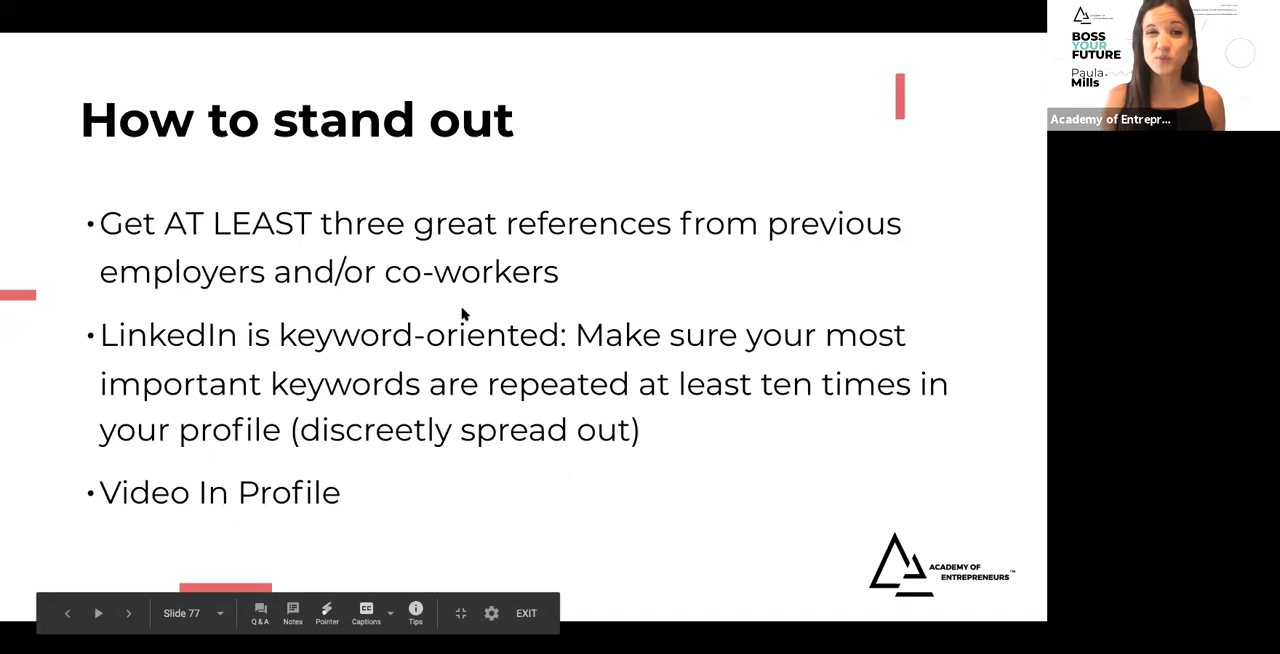 How to stand out
• Get AT LEAST three great references from previous
employers and/or co-workers
• LinkedIn is keyword-oriented: Make sure your most
important keywords are repeated at least ten times in
your profile (discreetly spread out)
• Video In Profile
ACADEMY OF
ENTREPRENEURS™
Slide 77
Q & A
Notes
Pointer
Captions
Tips
EXIT
BOSS
YOUR
FUTURE
Paula
Mills
Academy of Entrepr...